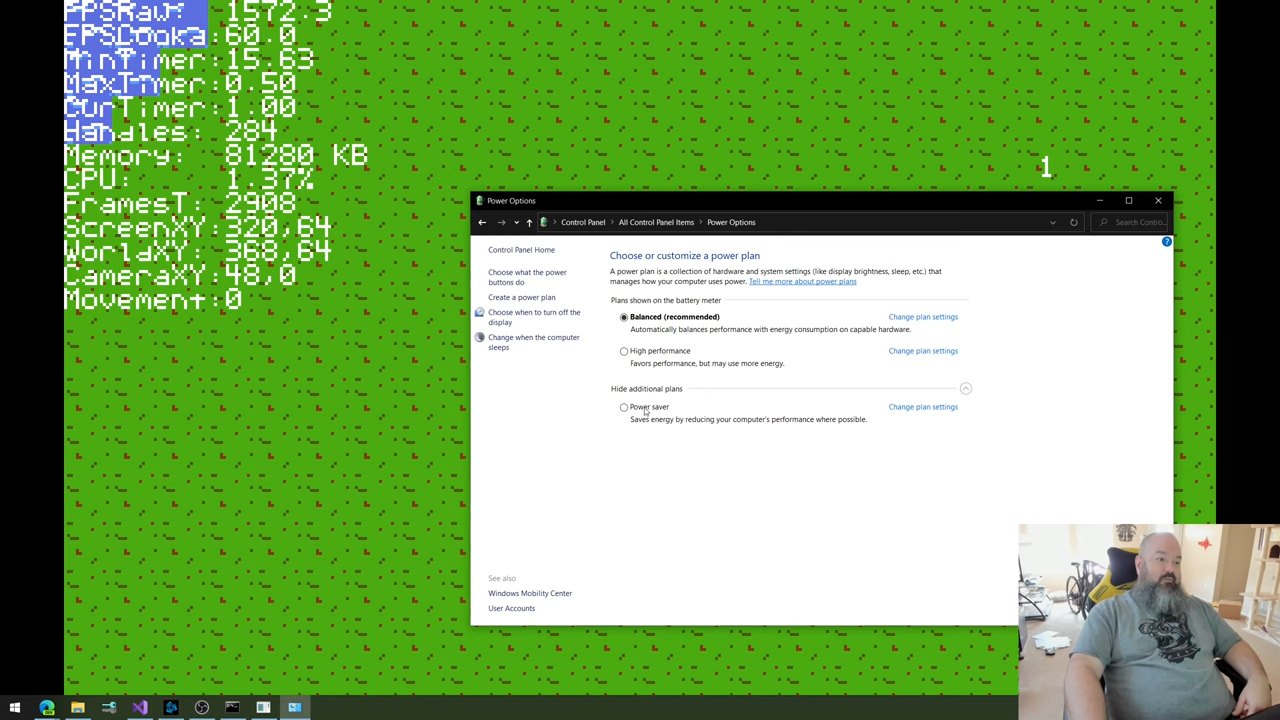 FPSRaw: 1572.3
FPSCooka:60.0
MinTimer:15.63
MaxTimer:0.50
CurTimer:1.00
Handles: 284
Memory: 81280 KB
CPU: 1.37%
FramesT: 2908
ScreenXY:320,64
WorldXY: 368,64
CameraXY:48,0
Movement:0
1
Power Options
Control Panel > All Control Panel Items > Power Options
Search Contro...
Control Panel Home
Choose what the power
buttons do
Create a power plan
Choose when to turn off the
display
Change when the computer
sleeps
Choose or customize a power plan
A power plan is a collection of hardware and system settings (like display brightness, sleep, etc.) that
manages how your computer uses power. Tell me more about power plans
Plans shown on the battery meter
Balanced (recommended) Change plan settings
Automatically balances performance with energy consumption on capable hardware.
High performance Change plan settings
Favors performance, but may use more energy.
Hide additional plans
Power saver Change plan settings
Saves energy by reducing your computer's performance where possible.
See also
Windows Mobility Center
User Accounts